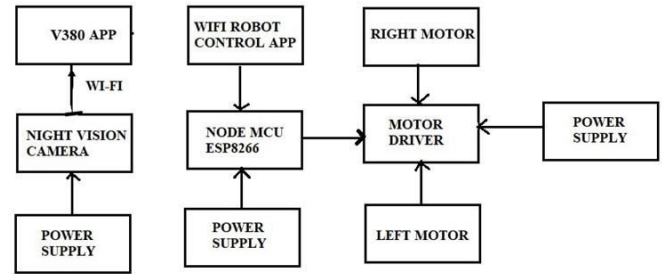 V380 APP
WI-FI
NIGHT VISION
CAMERA
POWER
SUPPLY
WIFI ROBOT
CONTROL APP
NODE MCU
ESP8266
POWER
SUPPLY
RIGHT MOTOR
MOTOR
DRIVER
LEFT MOTOR
POWER
SUPPLY